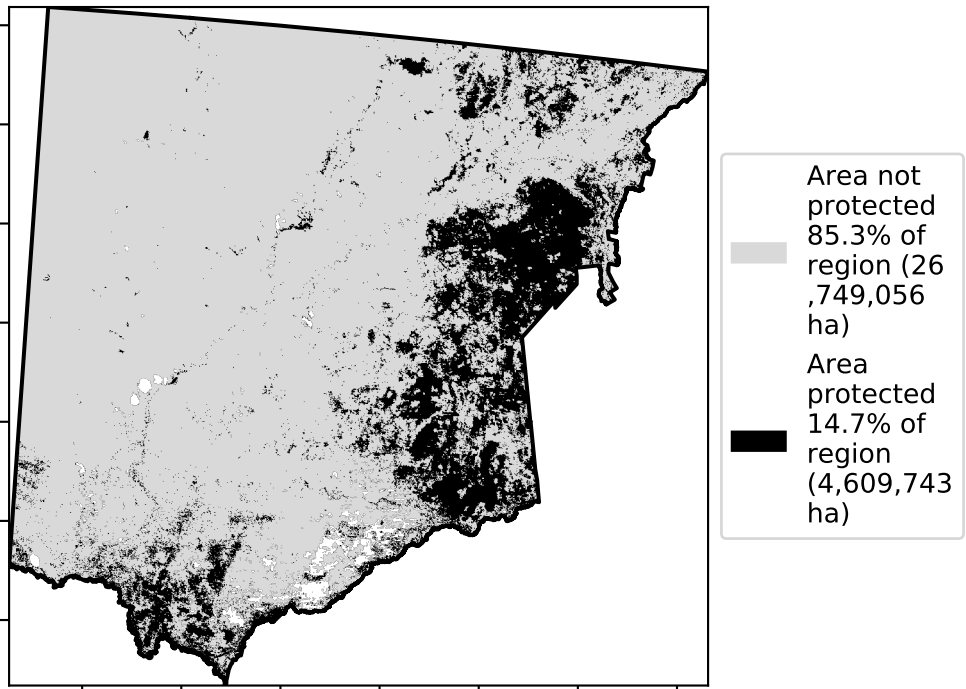 Area not
protected
85.3% of
region (26
,749,056
ha)
Area
protected
14.7% of
region
(4,609,743
ha)